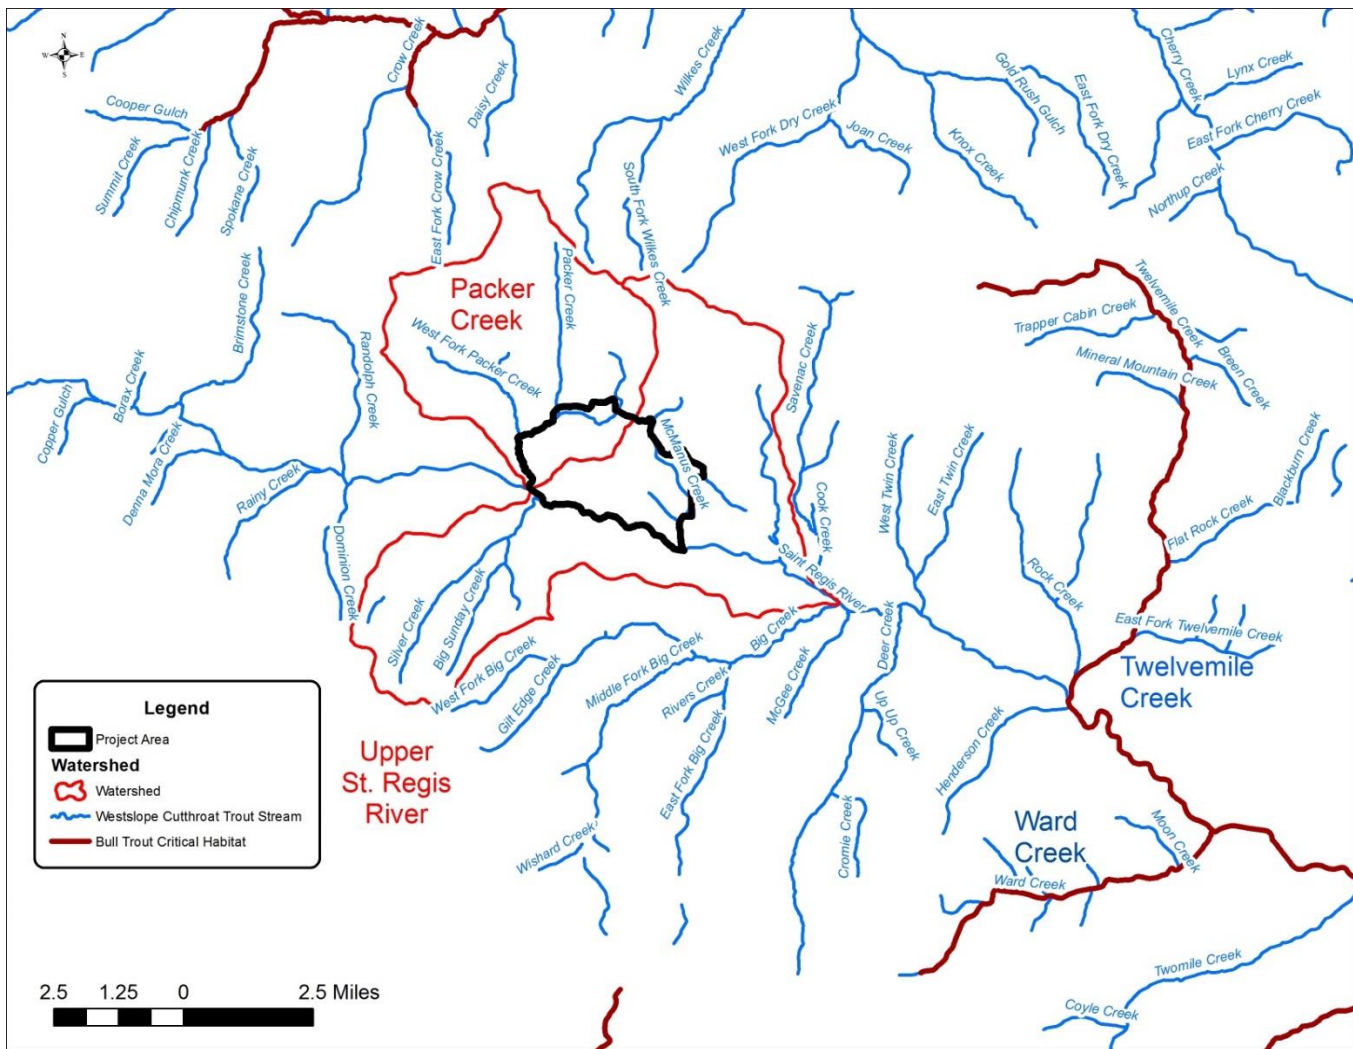 N
W E
S
Crow Creek
Daisy Creek
Wilkes Creek
Cherry Creek
Lynx Creek
Gold Rush Gulch
East Fork Dry Creek
East Fork Cherry Creek
Cooper Gulch
Summit Creek
Chipmunk Creek
Spokane Creek
East Fork Crow Creek
South Fork Wilkes Creek
West Fork Dry Creek
Joan Creek
Knox Creek
Northup Creek
Brimstone Creek
Packer
Creek
Packer Creek
West Fork Packer Creek
Randolph Creek
Savenac Creek
Twelvemile Creek
Trapper Cabin Creek
Breen Creek
Mineral Mountain Creek
Copper Gulch
Borax Creek
Denna Mora Creek
Rainy Creek
McManus Creek
Cook Creek
West Twin Creek
East Twin Creek
Blackburn Creek
Flat Rock Creek
Dominion Creek
Silver Creek
Big Sunday Creek
Saint Regis River
Rock Creek
East Fork Twelvemile Creek
Twelvemile
Creek
West Fork Big Creek
Gilt Edge Creek
Middle Fork Big Creek
Big Creek
Rivers Creek
McGee Creek
Deer Creek
Up Up Creek
Henderson Creek
East Fork Big Creek
Upper
St. Regis
River
Wishard Creek
Cromie Creek
Ward
Creek
Moon Creek
Ward Creek
Twomile Creek
Coyle Creek
Legend
Project Area
Watershed
Watershed
Westslope Cutthroat Trout Stream
Bull Trout Critical Habitat
2.5 1.25 0 2.5 Miles